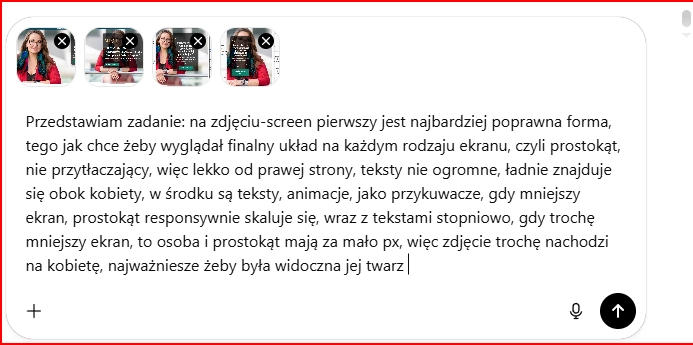 Przedstawiam zadanie: na zdjęciu-screen pierwszy jest najbardziej poprawna forma,
tego jak chce żeby wyglądał finalny układ na każdym rodzaju ekranu, czyli prostokąt,
nie przytłaczający, więc lekko od prawej strony, teksty nie ogromne, ładnie znajduje
się obok kobiety, w środku są teksty, animacje, jako przykuwacze, gdy mniejszy
ekran, prostokąt responsywnie skaluje się, wraz z tekstami stopniowo, gdy trochę
mniejszy ekran, to osoba i prostokąt mają za mało px, więc zdjęcie trochę nachodzi
na kobietę, najważniesze żeby była widoczna jej twarz